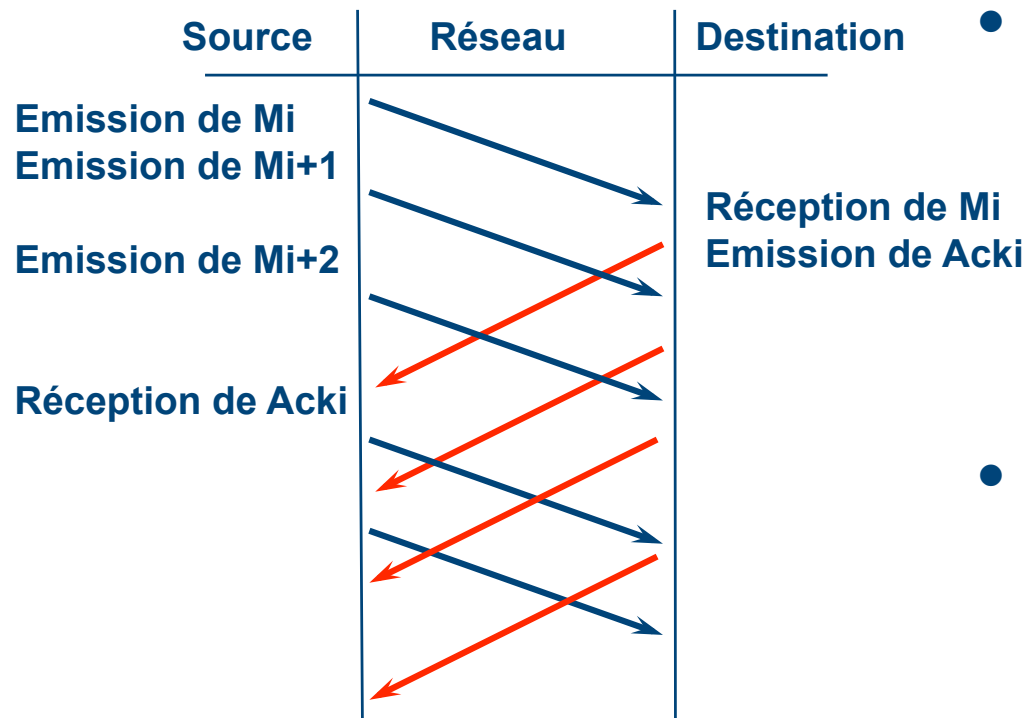 Source Réseau Destination
Emission de Mi
Emission de Mi+1
Réception de Mi
Emission de Mi+2
Emission de Acki
Réception de Acki